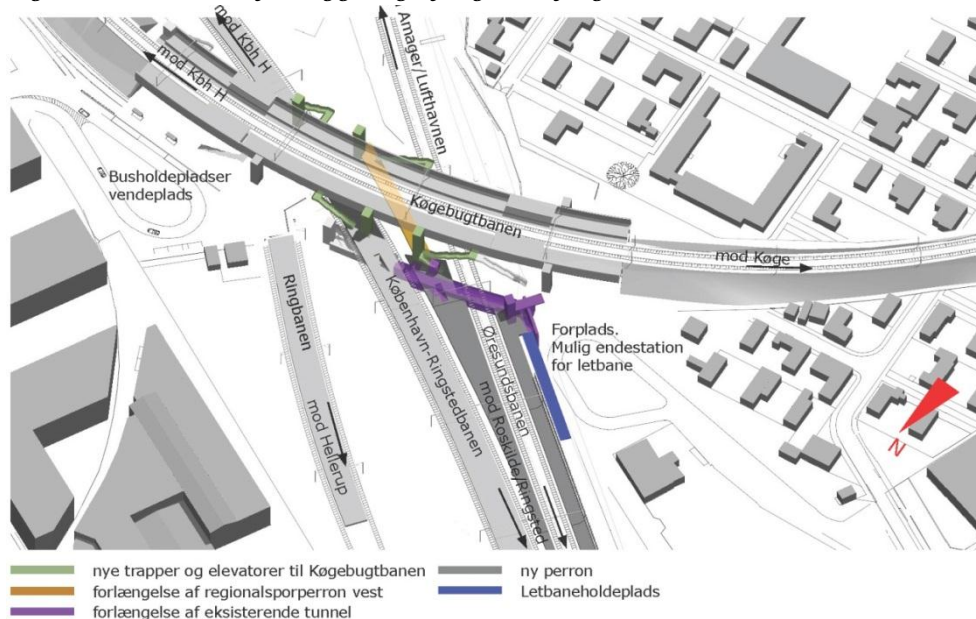 mod Kbh H
mod Kbh H
Amager/Lufthavnen
Busholdepladser
vendeplads
Køgebugtbanen
mod Køge
Ringbanen
mod Hellerup
København-Ringstedbanen
Øresundsbanen
mod Roskilde/Ringsted
Forplads.
Mulig endestation
for letbane
N
nye trapper og elevatorer til Køgebugtbanen
forlængelse af regionalsporperron vest
forlængelse af eksisterende tunnel
ny perron
Letbaneholdeplads